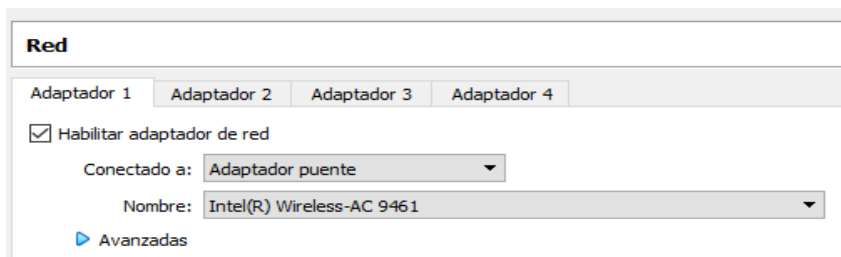 Red
Adaptador 1 Adaptador 2 Adaptador 3 Adaptador 4
Habilitar adaptador de red
Conectado a: Adaptador puente
Nombre: Intel(R) Wireless-AC 9461
Avanzadas